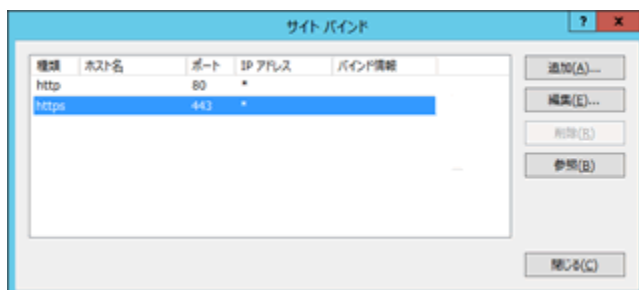 サイト バインド
? x
種類 ホスト名 ポート IP アドレス バインド情報
http 80 *
https 443 *
追加(A)...
編集(E)...
削除(R)
参照(B)
閉じる(C)